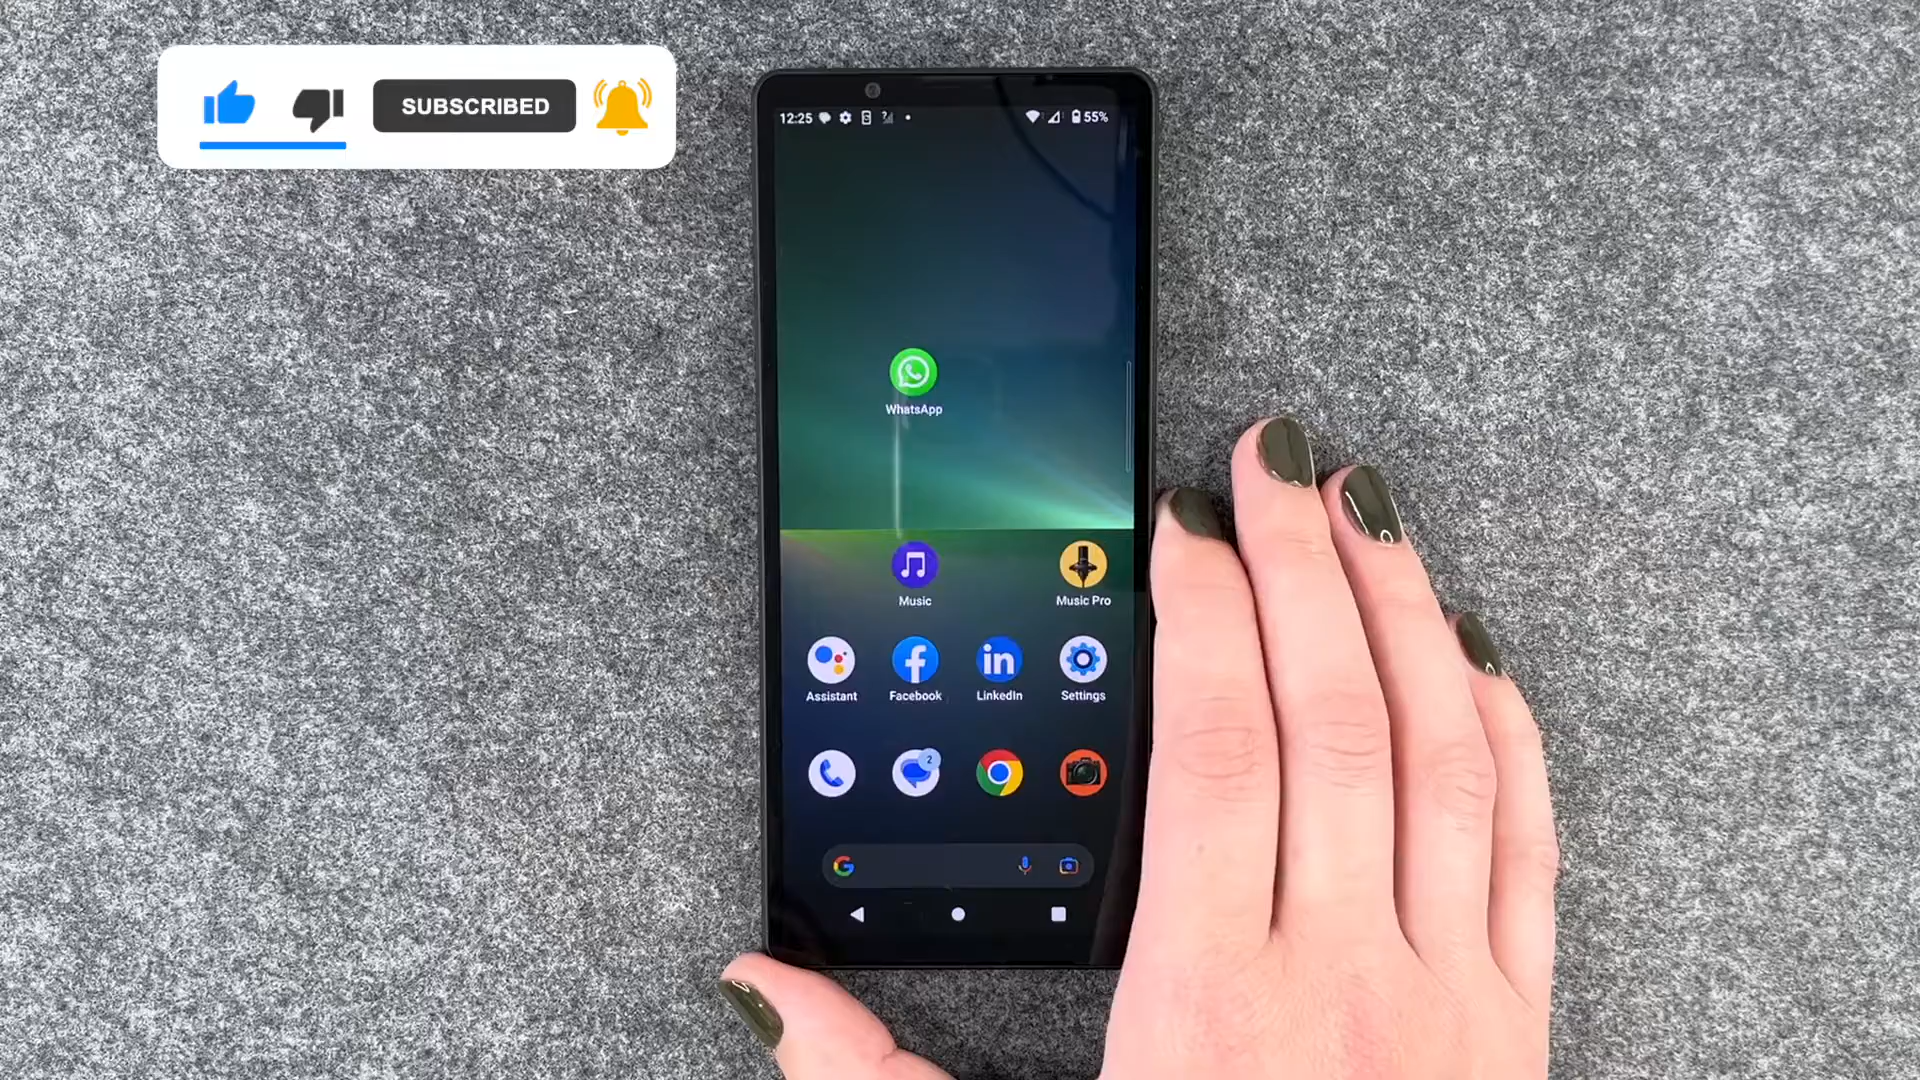 SUBSCRIBED
12:25
55%
WhatsApp
Music
Music Pro
Assistant
Facebook
LinkedIn
Settings
2